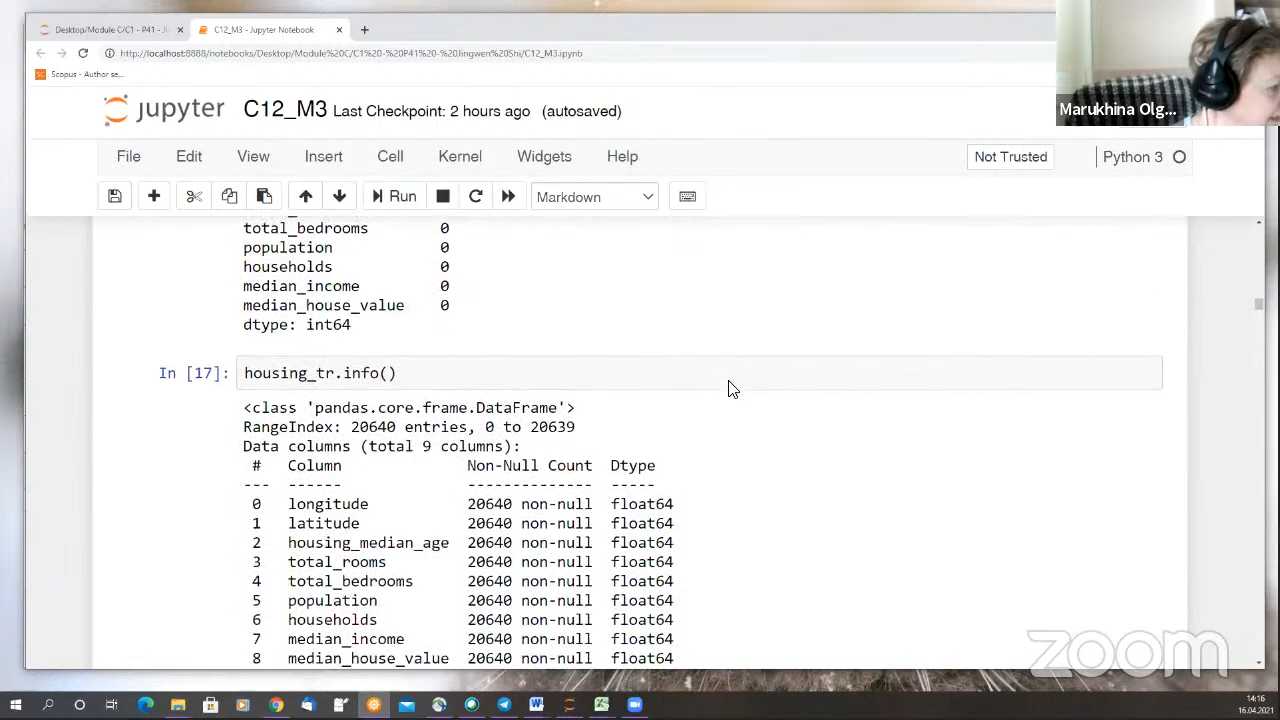 Desktop/Module C/C1 - P41 - Ji
C12_M3 - Jupyter Notebook
http://localhost:8888/notebooks/Desktop/Module%20C/C1%20-%20P41%20-%20Jingwen%20Shi/C12_M3.ipynb
Scopus - Author se...
Marukhina Olg...
jupyter C12_M3 Last Checkpoint: 2 hours ago (autosaved)
File Edit View Insert Cell Kernel Widgets Help Not Trusted Python 3
Run Markdown
total_bedrooms 0
population 0
households 0
median_income 0
median_house_value 0
dtype: int64
In [17]: housing_tr.info()
<class 'pandas.core.frame.DataFrame'>
RangeIndex: 20640 entries, 0 to 20639
Data columns (total 9 columns):
# Column Non-Null Count Dtype
--- ------ -------------- -----
0 longitude 20640 non-null float64
1 latitude 20640 non-null float64
2 housing_median_age 20640 non-null float64
3 total_rooms 20640 non-null float64
4 total_bedrooms 20640 non-null float64
5 population 20640 non-null float64
6 households 20640 non-null float64
7 median_income 20640 non-null float64
8 median_house_value 20640 non-null float64
zoom
14:16
16.04.2021